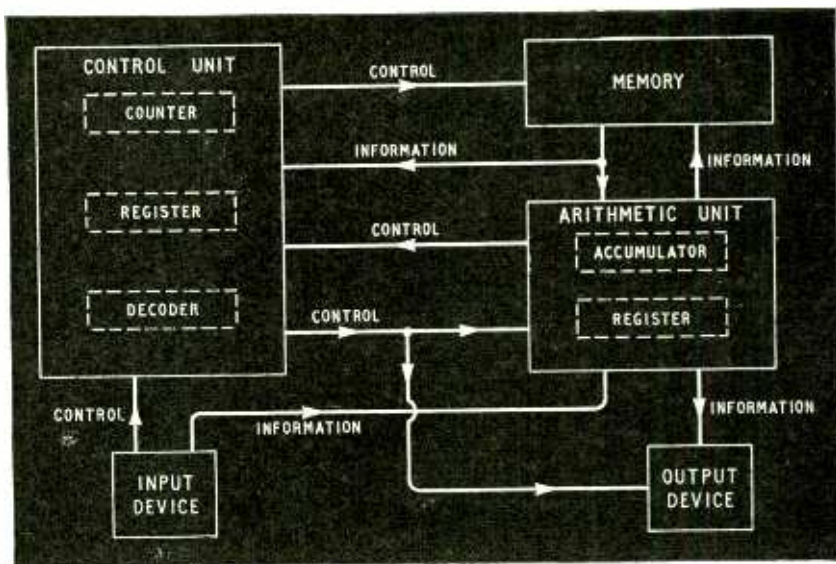 CONTROL UNIT
COUNTER
REGISTER
DECODER
CONTROL
MEMORY
INFORMATION
INFORMATION
CONTROL
ARITHMETIC UNIT
ACCUMULATOR
REGISTER
CONTROL
CONTROL
INFORMATION
INFORMATION
INPUT
DEVICE
OUTPUT
DEVICE